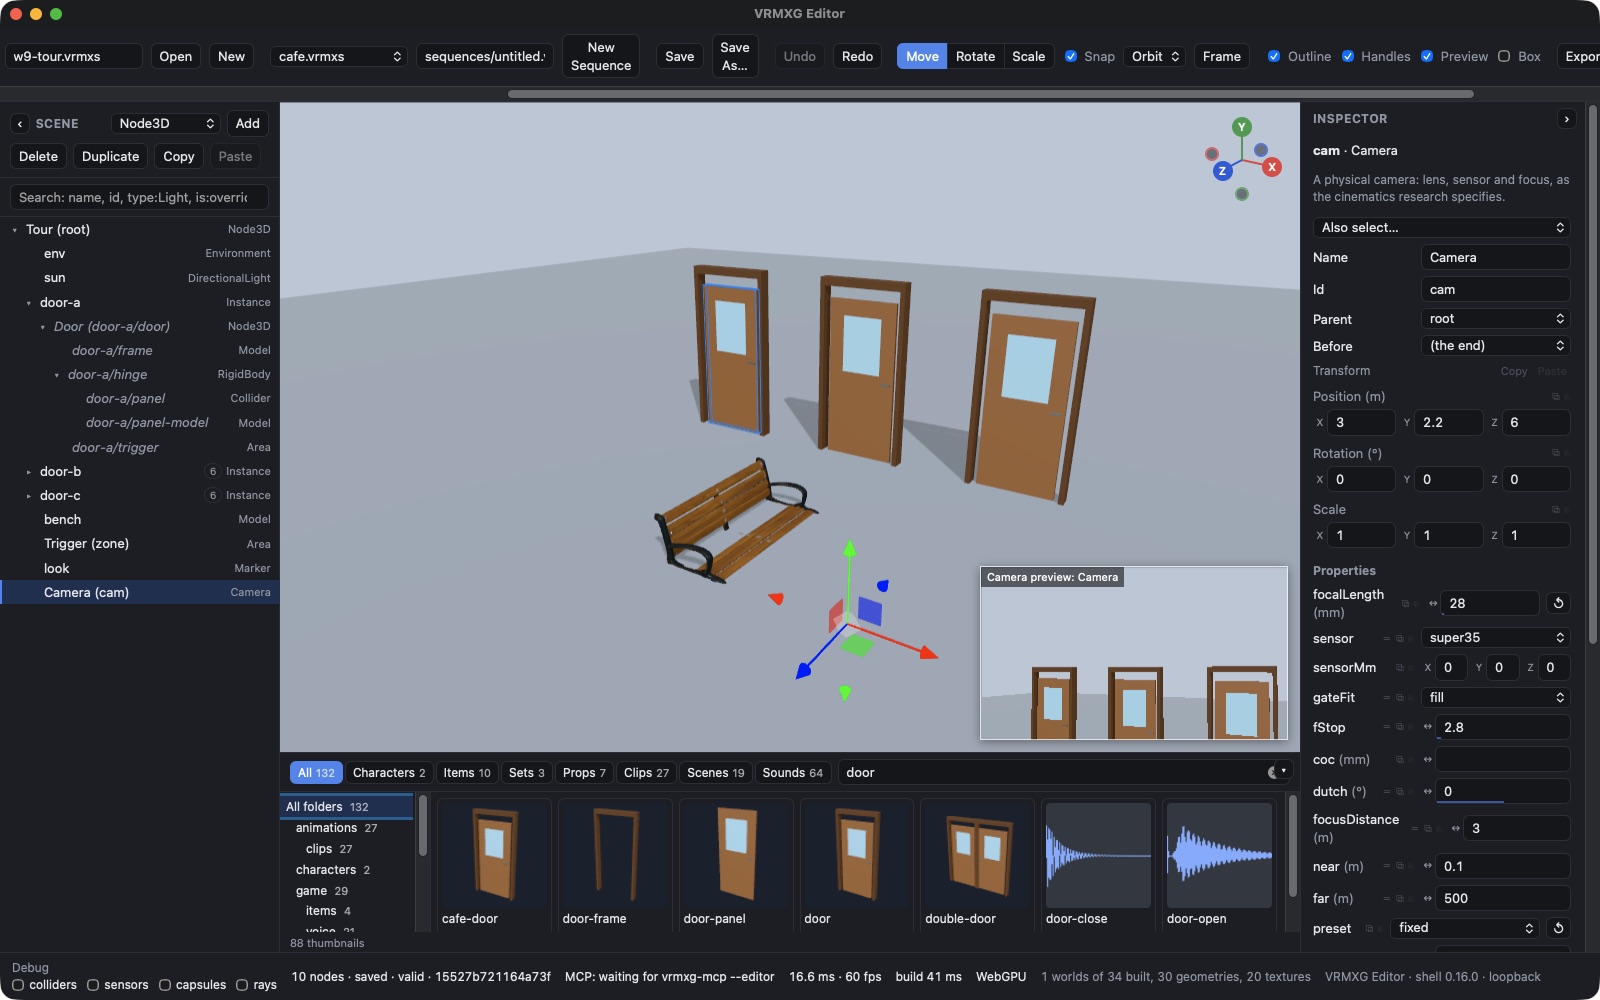 VRMXG Editor
w9-tour.vrmxs Open New cafe.vrmxs sequences/untitled. New Sequence Save Save As... Undo Redo Move Rotate Scale Snap Orbit Frame Outline Handles Preview Box Expor
SCENE Node3D Add
Delete Duplicate Copy Paste
Search: name, id, type:Light, is:overric
Tour (root) Node3D
env Environment
sun DirectionalLight
door-a Instance
Door (door-a/door) Node3D
door-a/frame Model
door-a/hinge RigidBody
door-a/panel Collider
door-a/panel-model Model
door-a/trigger Area
door-b 6 Instance
door-c 6 Instance
bench Model
Trigger (zone) Area
look Marker
Camera (cam) Camera
Y
X
Z
Camera preview: Camera
All 132 Characters 2 Items 10 Sets 3 Props 7 Clips 27 Scenes 19 Sounds 64 door
All folders 132
animations 27
clips 27
characters 2
game 29
items 4
voice 21
88 thumbnails
cafe-door door-frame door-panel door double-door door-close door-open
INSPECTOR
cam · Camera
A physical camera: lens, sensor and focus, as
the cinematics research specifies.
Also select...
Name Camera
Id cam
Parent root
Before (the end)
Transform Copy Paste
Position (m)
X 3 Y 2.2 Z 6
Rotation (°)
X 0 Y 0 Z 0
Scale
X 1 Y 1 Z 1
Properties
focalLength (mm) 28
sensor super35
sensorMm X 0 Y 0 Z 0
gateFit fill
fStop 2.8
coc (mm)
dutch (°) 0
focusDistance (m) 3
near (m) 0.1
far (m) 500
preset fixed
Debug
colliders sensors capsules rays
10 nodes · saved · valid · 15527b721164a73f MCP: waiting for vrmxg-mcp --editor 16.6 ms · 60 fps build 41 ms WebGPU 1 worlds of 34 built, 30 geometries, 20 textures VRMXG Editor · shell 0.16.0 · loopback